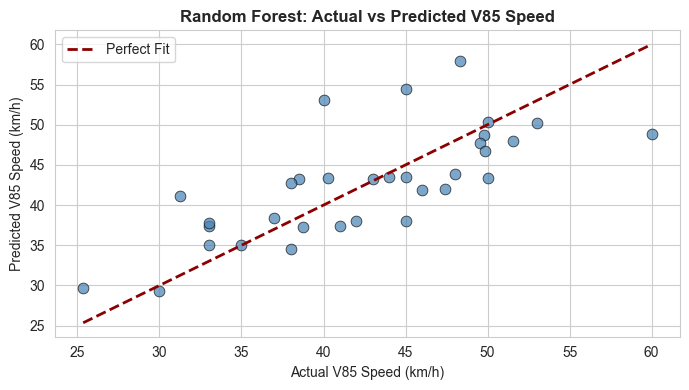 Random Forest: Actual vs Predicted V85 Speed
Perfect Fit
Predicted V85 Speed (km/h)
60
55
50
45
40
35
30
25
25 30 35 40 45 50 55 60
Actual V85 Speed (km/h)